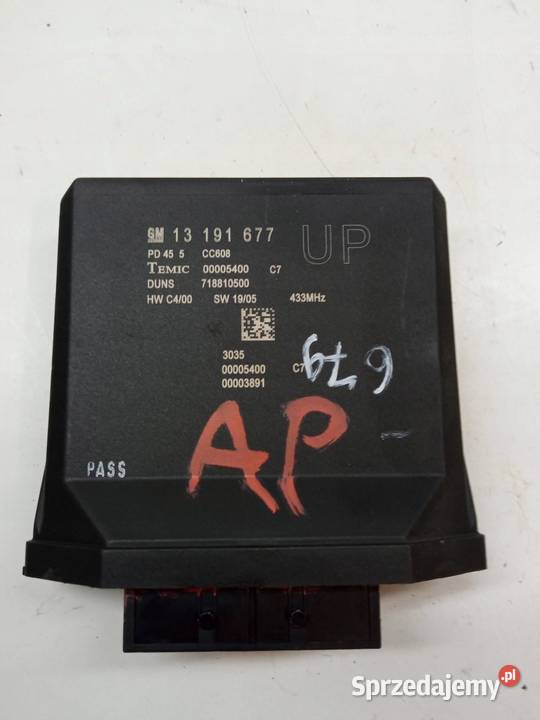 GM 13 191 677 UP
PD 45 5 CC608
TEMIC 00005400 C7
DUNS 718810500
HW C4/00 SW 19/05 433MHz
3035
00005400 C7
00003891
679
AP
PASS
Sprzedajemy.pl